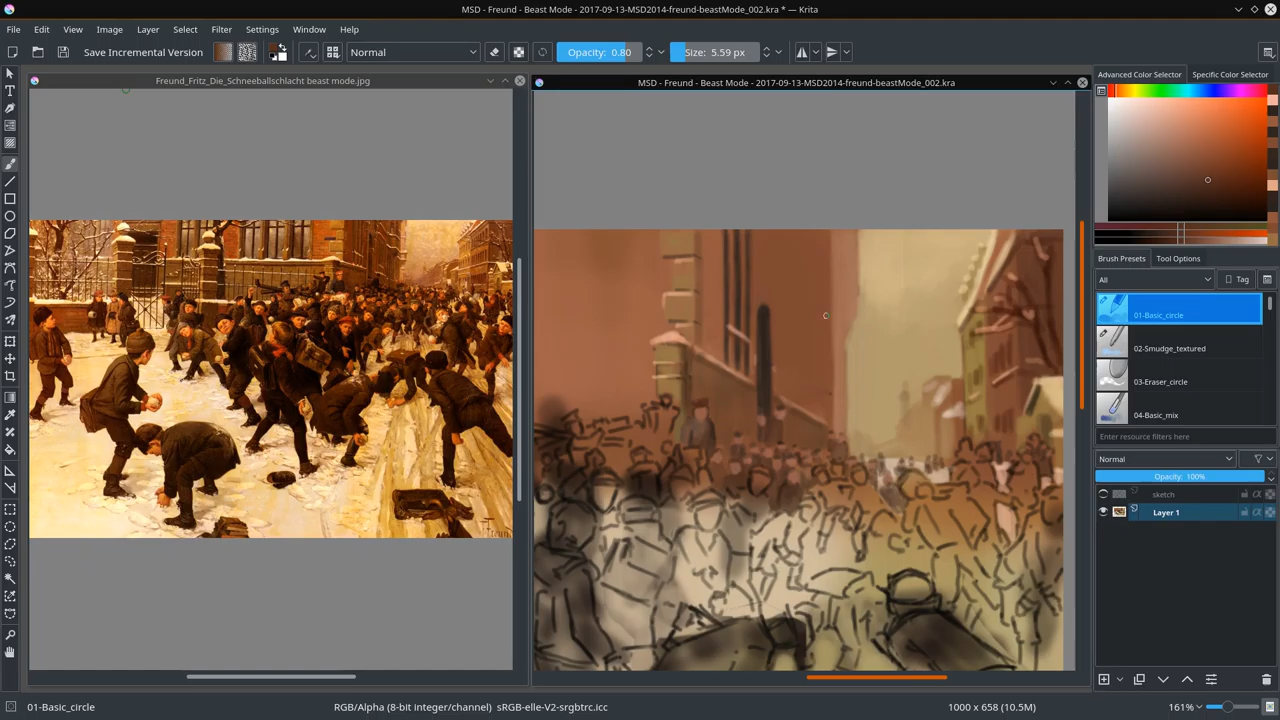 MSD - Freund - Beast Mode - 2017-09-13-MSD2014-freund-beastMode_002.kra * — Krita
File Edit View Image Layer Select Filter Settings Window Help
Save Incremental Version Normal Opacity: 0.80 Size: 5.59 px
Freund_Fritz_Die_Schneeballschlacht beast mode.jpg
MSD - Freund - Beast Mode - 2017-09-13-MSD2014-freund-beastMode_002.kra
Advanced Color Selector Specific Color Selector
Brush Presets Tool Options
All Tag
01-Basic_circle
02-Smudge_textured
03-Eraser_circle
04-Basic_mix
Enter resource filters here
Normal
Opacity: 100%
sketch
Layer 1
01-Basic_circle RGB/Alpha (8-bit integer/channel) sRGB-elle-V2-srgbtrc.icc 1000 x 658 (10.5M) 161%